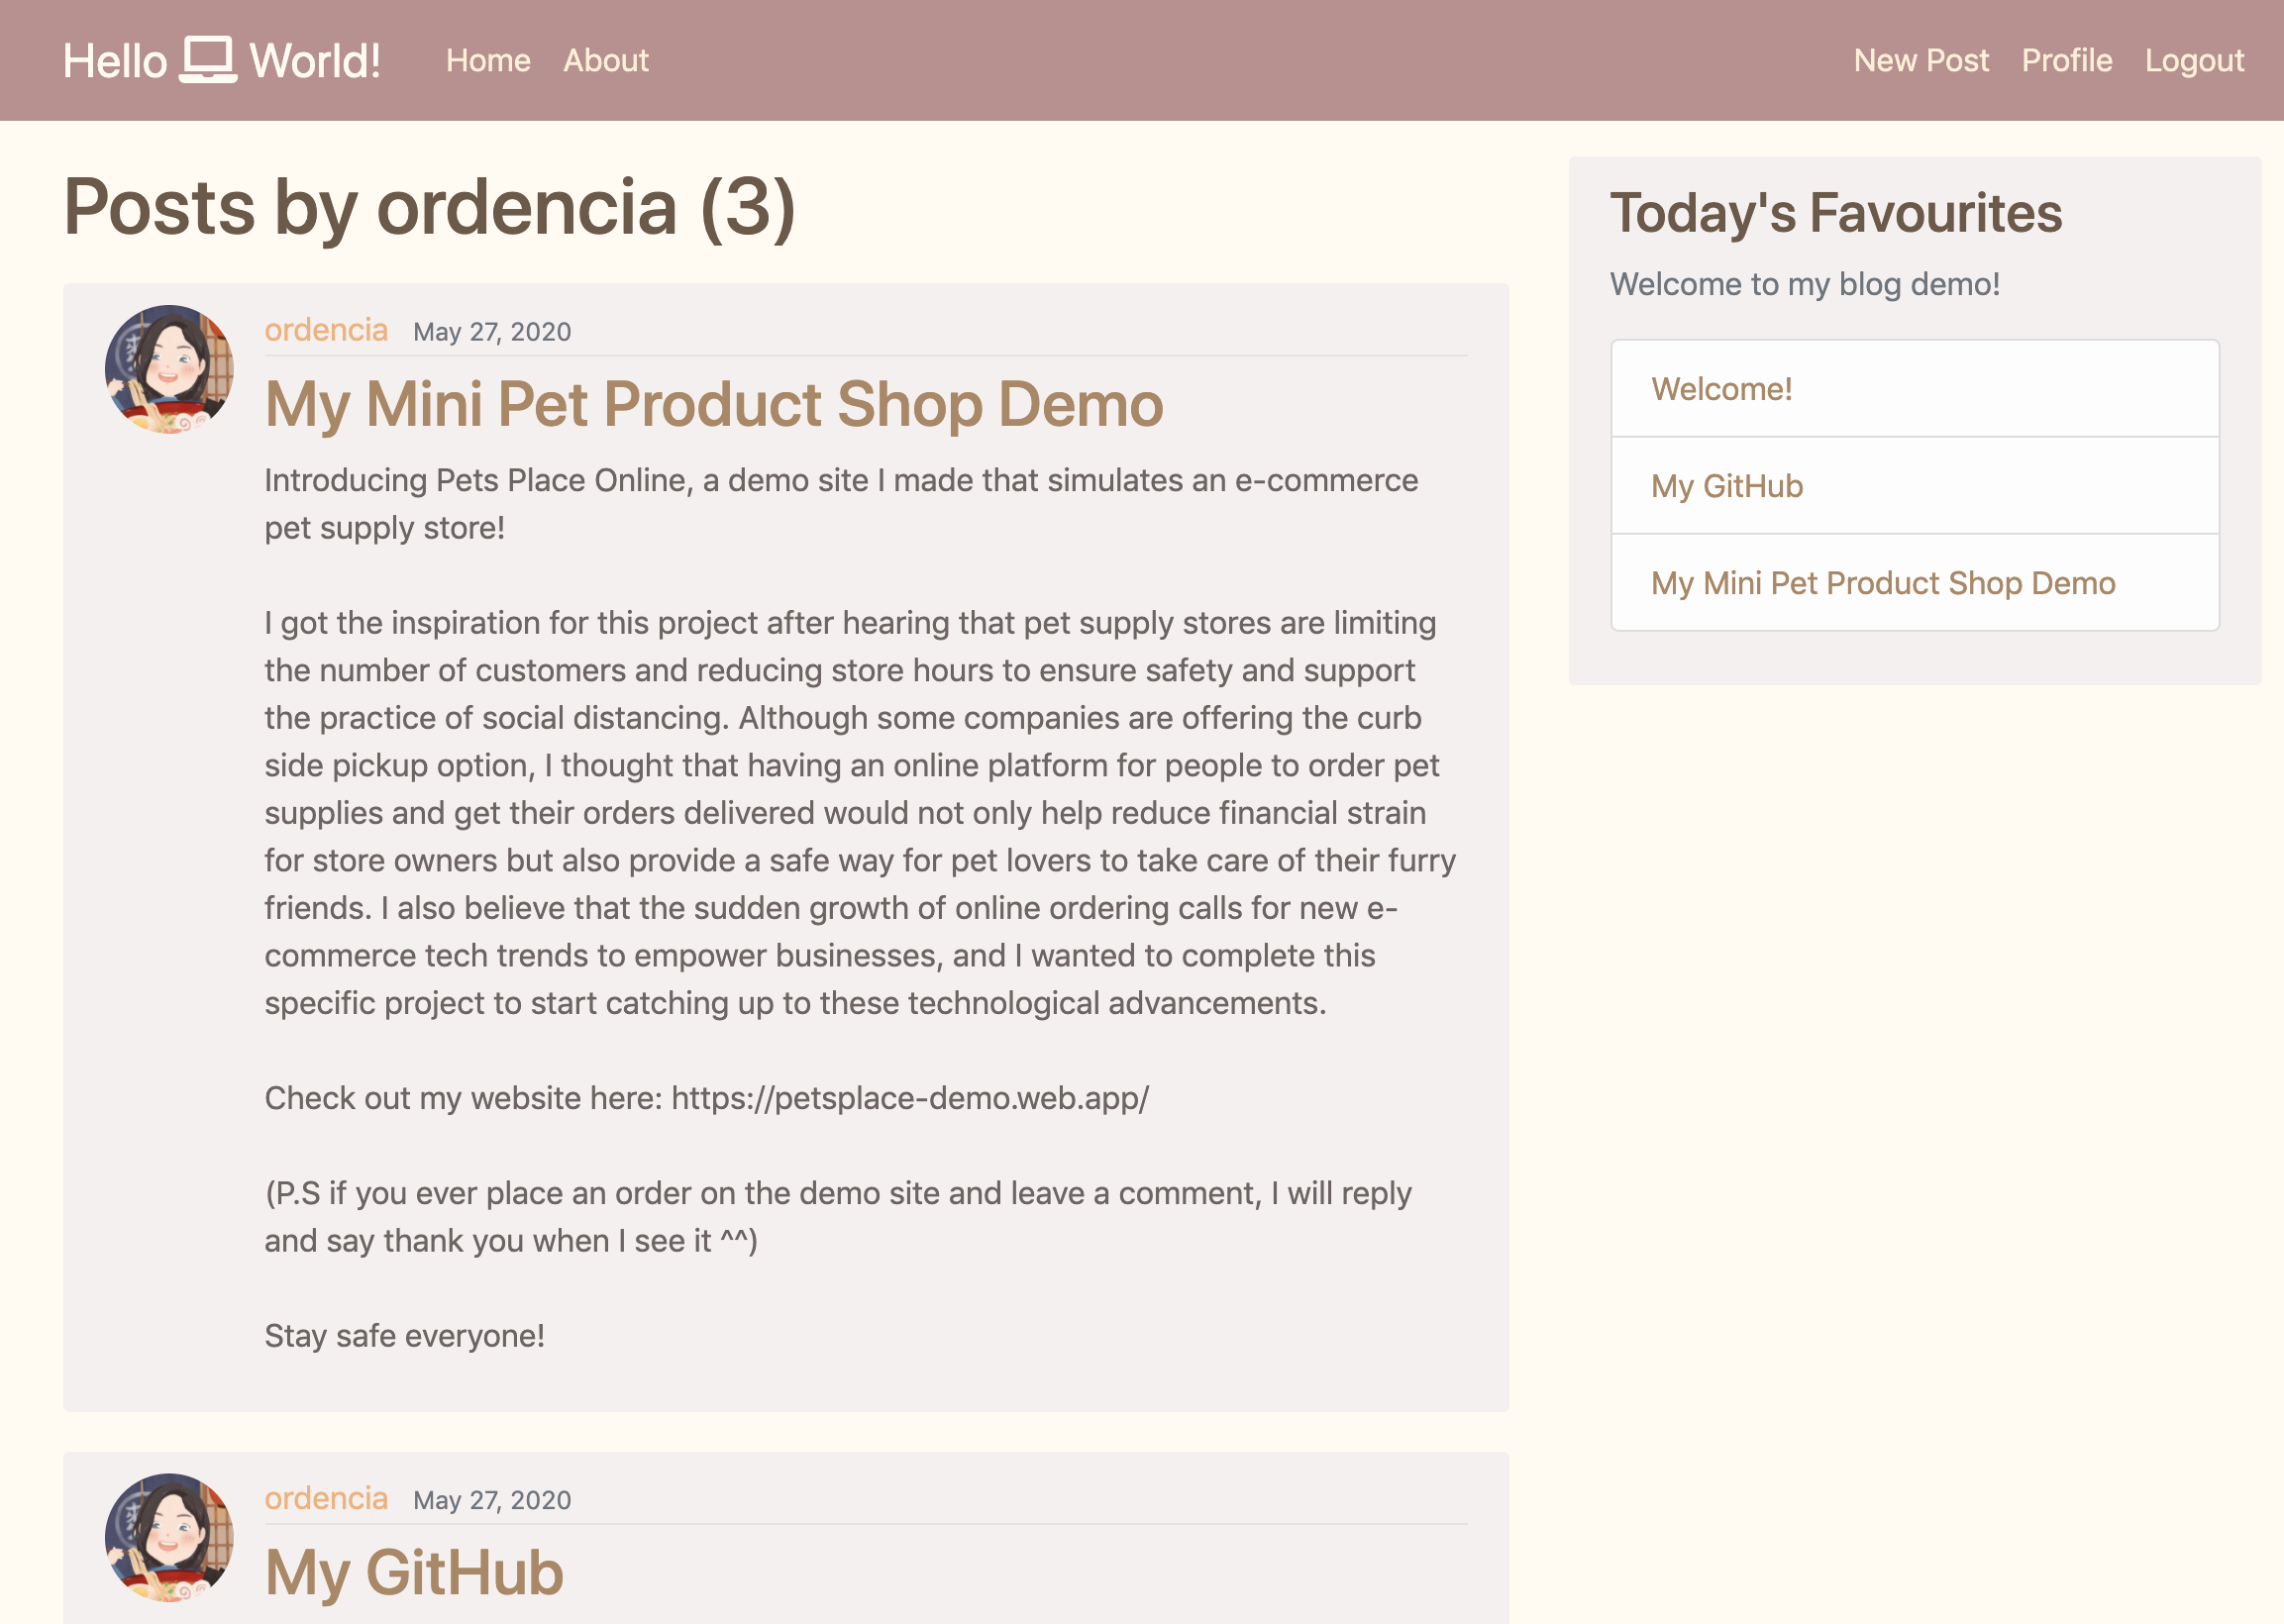 Hello World!
Home
About
New Post
Profile
Logout
Posts by ordencia (3)
ordencia May 27, 2020
My Mini Pet Product Shop Demo
Introducing Pets Place Online, a demo site I made that simulates an e-commerce
pet supply store!
I got the inspiration for this project after hearing that pet supply stores are limiting
the number of customers and reducing store hours to ensure safety and support
the practice of social distancing. Although some companies are offering the curb
side pickup option, I thought that having an online platform for people to order pet
supplies and get their orders delivered would not only help reduce financial strain
for store owners but also provide a safe way for pet lovers to take care of their furry
friends. I also believe that the sudden growth of online ordering calls for new e-
commerce tech trends to empower businesses, and I wanted to complete this
specific project to start catching up to these technological advancements.
Check out my website here: https://petsplace-demo.web.app/
(P.S if you ever place an order on the demo site and leave a comment, I will reply
and say thank you when I see it ^^)
Stay safe everyone!
ordencia May 27, 2020
My GitHub
Today's Favourites
Welcome to my blog demo!
Welcome!
My GitHub
My Mini Pet Product Shop Demo